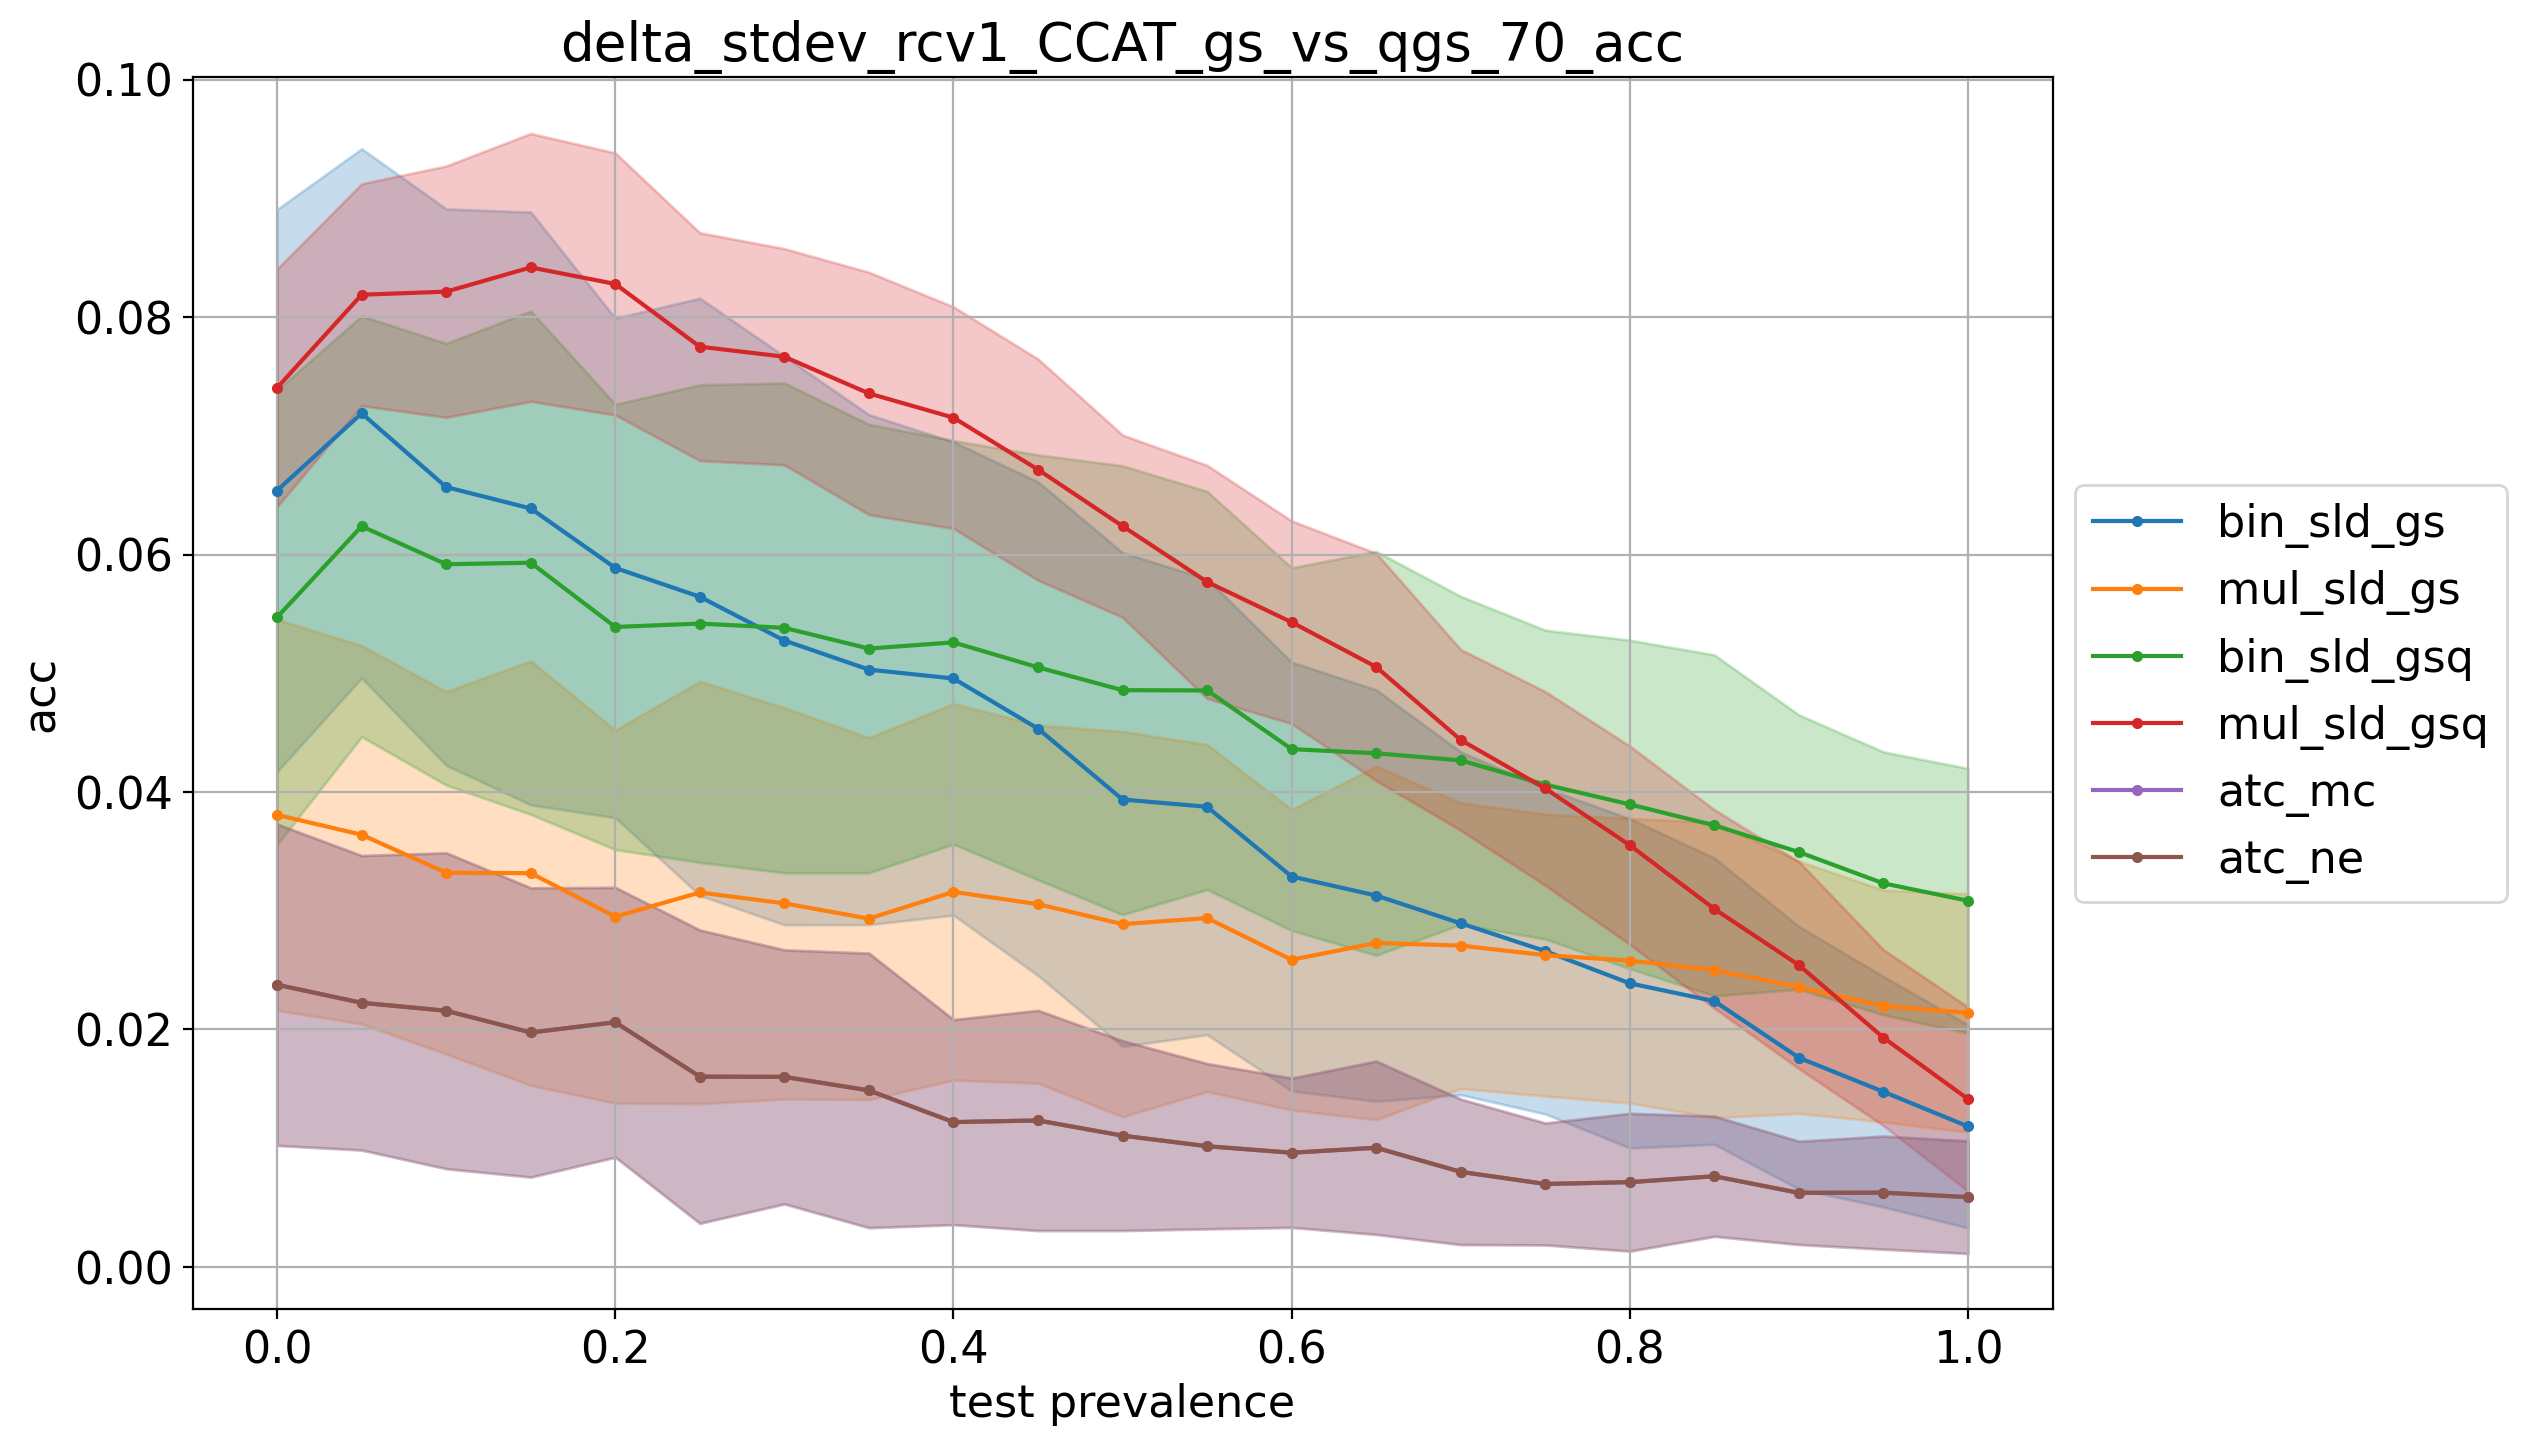 delta_stdev_rcv1_CCAT_gs_vs_qgs_70_acc
0.10
0.08
0.06
0.04
0.02
0.00
acc
0.0 0.2 0.4 0.6 0.8 1.0
test prevalence
bin_sld_gs
mul_sld_gs
bin_sld_gsq
mul_sld_gsq
atc_mc
atc_ne